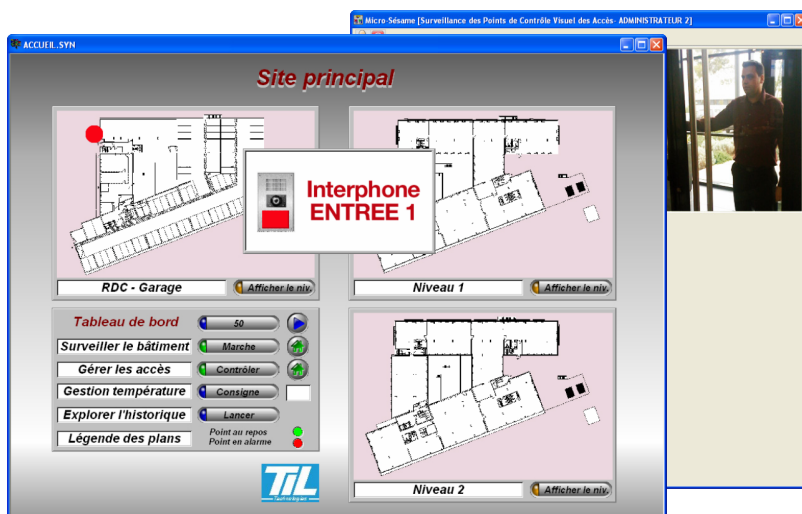 Micro-Sésame [Surveillance des Points de Contrôle Visuel des Accès- ADMINISTRATEUR 2]
ACCUEIL.SYN
Site principal
Interphone
ENTREE 1
RDC - Garage
Afficher le niv.
Niveau 1
Afficher le niv.
Tableau de bord
50
Surveiller le bâtiment
Marche
Gérer les accès
Contrôler
Gestion température
Consigne
Explorer l'historique
Lancer
Légende des plans
Point au repos
Point en alarme
TiL
Technologies
Niveau 2
Afficher le niv.